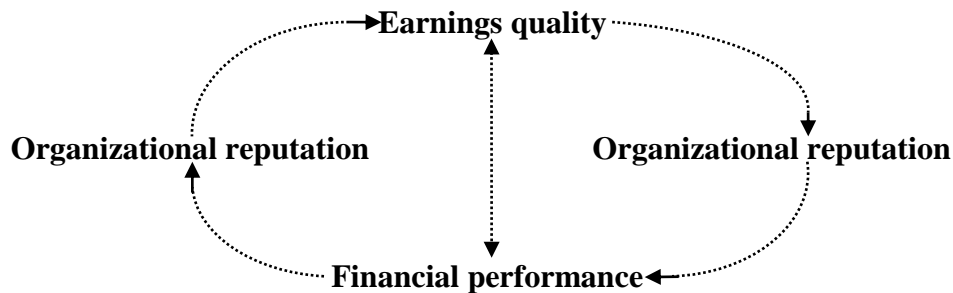 Earnings quality
Organizational reputation
Organizational reputation
Financial performance